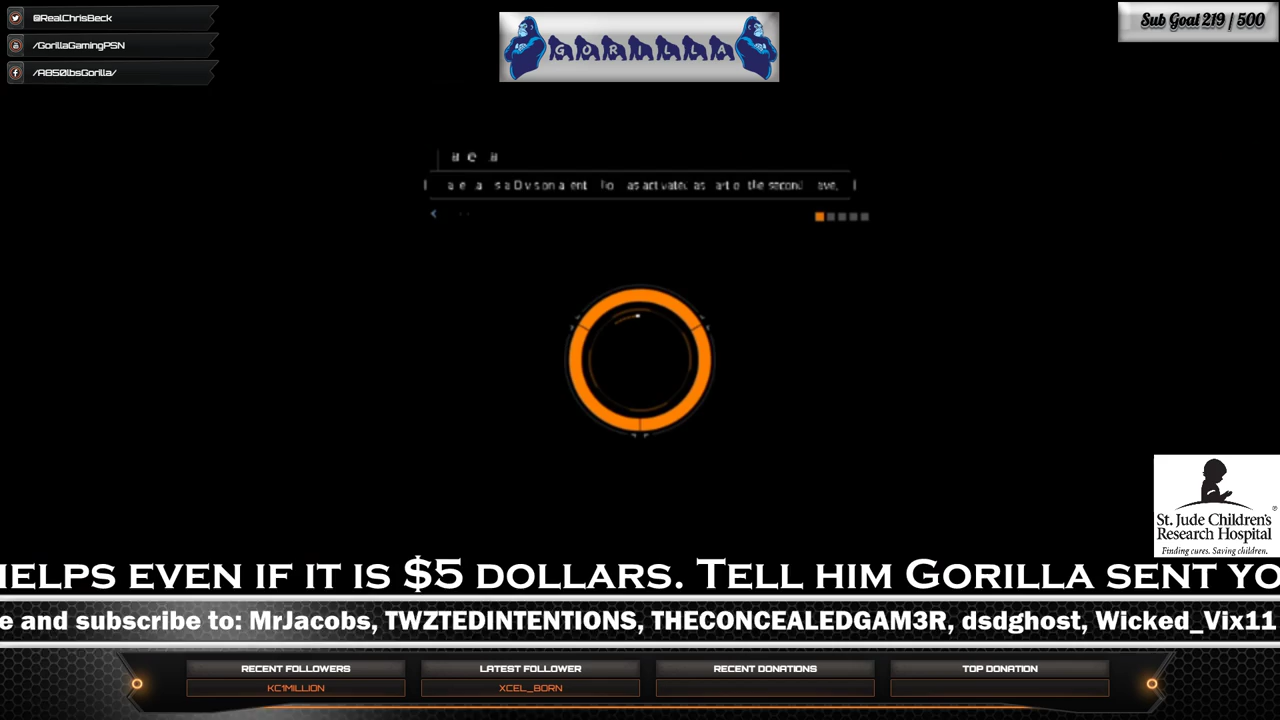 @RealChrisBeck
/GorillaGamingPSN
/A850lbsGorilla/
GORILLA
Sub Goal 219 / 500
St. Jude Children's
Research Hospital
Finding cures. Saving children.
HELPS EVEN IF IT IS $5 DOLLARS. TELL HIM GORILLA SENT YO
e and subscribe to: MrJacobs, TWZTEDINTENTIONS, THECONCEALEDGAM3R, dsdghost, Wicked_Vix11
RECENT FOLLOWERS LATEST FOLLOWER RECENT DONATIONS TOP DONATION
KC1MILLION XCEL_BORN